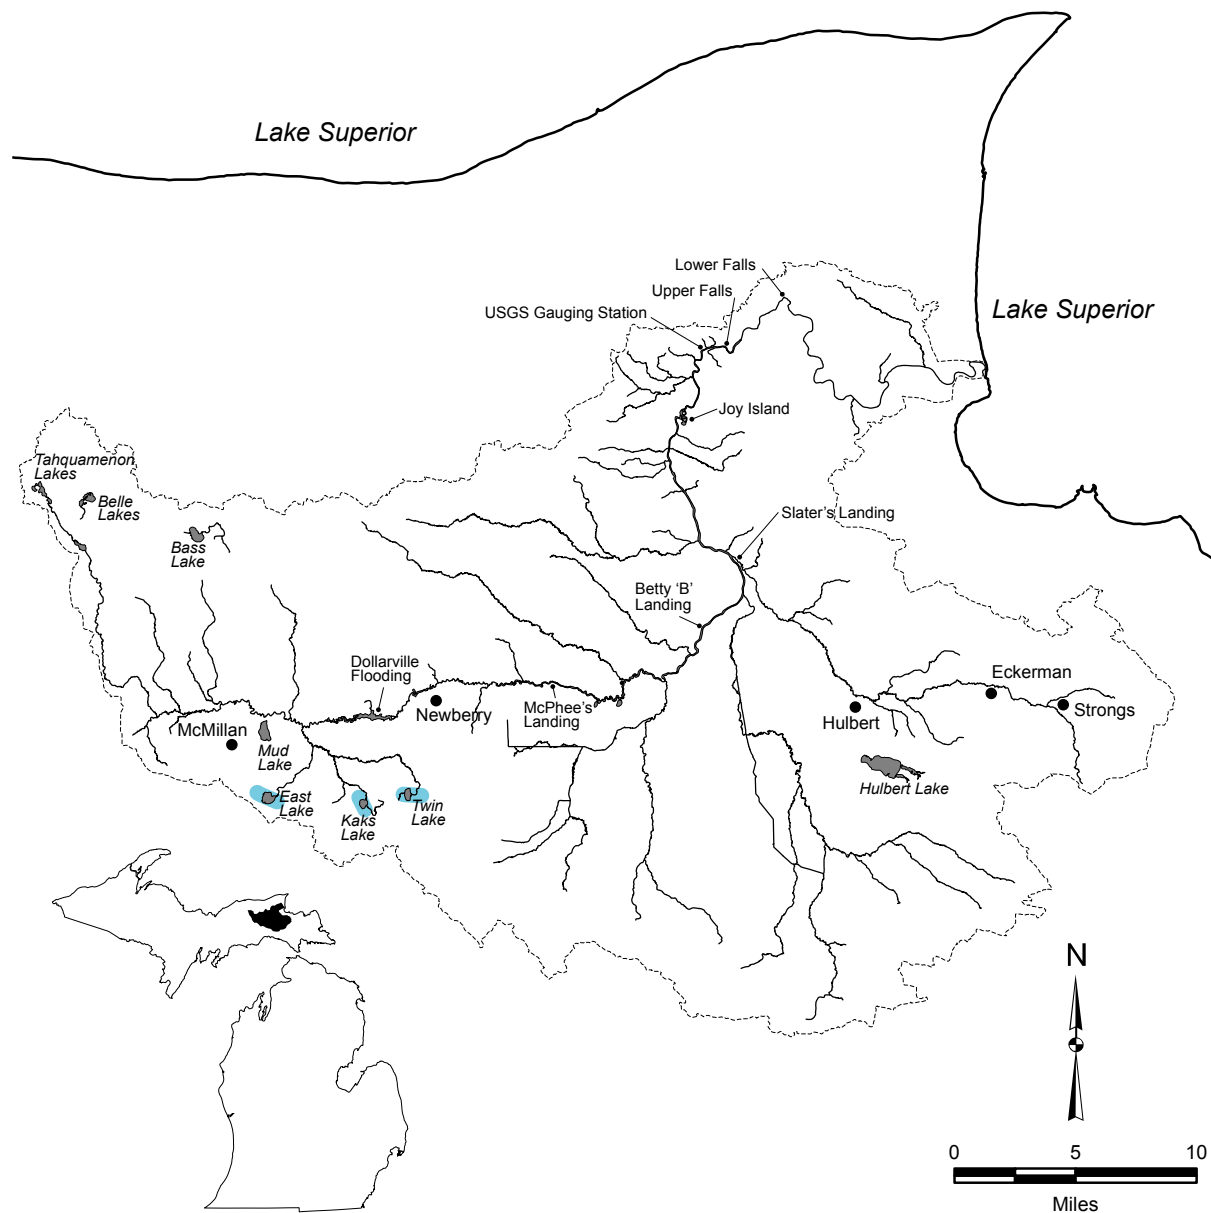 Lake Superior
Lower Falls
Upper Falls
USGS Gauging Station
Lake Superior
Joy Island
Tahquamenon
Lakes
Belle
Lakes
Bass
Lake
Slater's Landing
Betty ‘B’
Landing
Dollarville
Flooding
Eckerman
McPhee's
Landing
Newberry
Hulbert
Strongs
McMillan
Mud
Lake
Hulbert Lake
East
Lake
Kaks
Lake
Twin
Lake
N
0 5 10
Miles